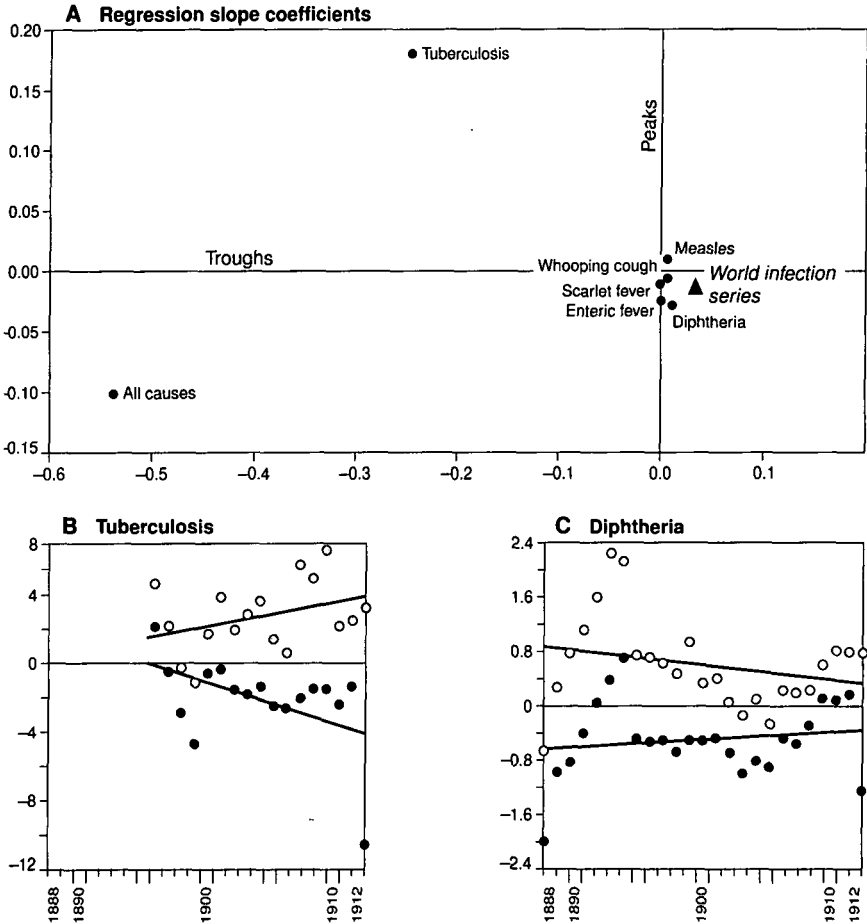 A Regression slope coefficients
0.20
0.15
0.10
0.05
0.00
-0.05
-0.10
-0.15
Tuberculosis
Peaks
Troughs
Measles
Whooping cough
World infection
series
Scarlet fever
Enteric fever
Diphtheria
All causes
–0.6
–0.5
–0.4
–0.3
–0.2
–0.1
0.0
0.1
B Tuberculosis
8
4
0
–4
–8
–12
1888
1890
1900
1910
1912
C Diphtheria
2.4
1.6
0.8
0
–0.8
–1.6
–2.4
1888
1890
1900
1910
1912